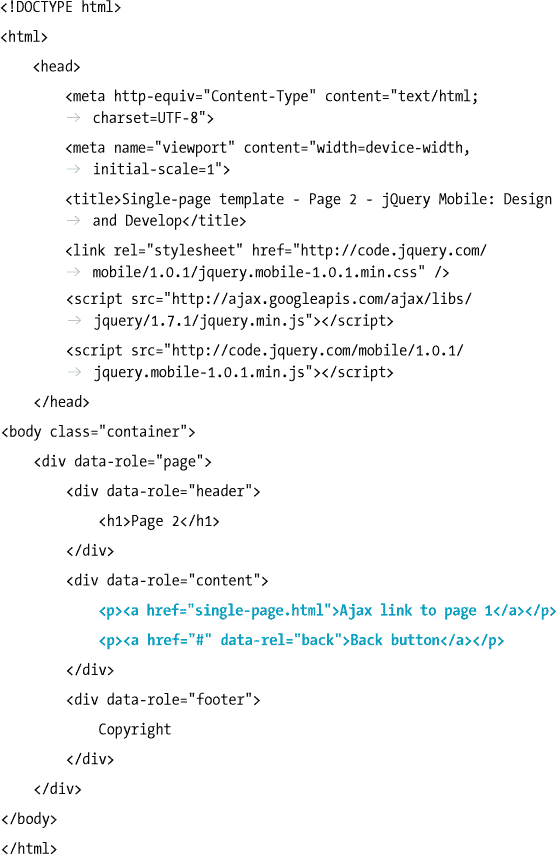 <!DOCTYPE html>
<html>
<head>
<meta http-equiv="Content-Type" content="text/html;
→ charset=UTF-8">
<meta name="viewport" content="width=device-width,
→ initial-scale=1">
<title>Single-page template - Page 2 - jQuery Mobile: Design
→ and Develop</title>
<link rel="stylesheet" href="http://code.jquery.com/
→ mobile/1.0.1/jquery.mobile-1.0.1.min.css" />
<script src="http://ajax.googleapis.com/ajax/libs/
→ jquery/1.7.1/jquery.min.js"></script>
<script src="http://code.jquery.com/mobile/1.0.1/
→ jquery.mobile-1.0.1.min.js"></script>
</head>
<body class="container">
<div data-role="page">
<div data-role="header">
<h1>Page 2</h1>
</div>
<div data-role="content">
<p><a href="single-page.html">Ajax link to page 1</a></p>
<p><a href="#" data-rel="back">Back button</a></p>
</div>
<div data-role="footer">
Copyright
</div>
</div>
</body>
</html>